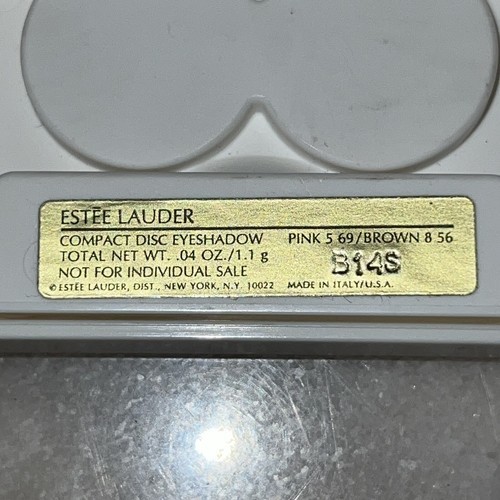 ESTĒE LAUDER
COMPACT DISC EYESHADOW PINK 5 69/BROWN 8 56
TOTAL NET WT. .04 OZ./1.1 g B14S
NOT FOR INDIVIDUAL SALE
© ESTĒE LAUDER, DIST., NEW YORK, N.Y. 10022 MADE IN ITALY/U.S.A.